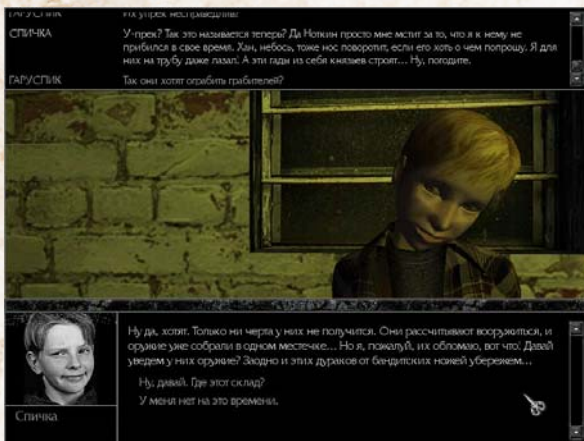 ГАРУСПИК Их упрек несправедлив?
СПИЧКА У-прек? Так это называется теперь? Да Ноткин просто мне мстит за то, что я к нему не
прибился в свое время. Хан, небось, тоже нос поворотит, если его хоть о чем попрошу. Я для
них на трубу даже лазал. А эти гады из себя князьев строят... Ну, погодите.
ГАРУСПИК Так они хотят ограбить грабителей?
Ну да, хотят. Только ни черта у них не получится. Они рассчитывают вооружиться, и
оружие уже собрали в одном местечке... Но я, пожалуй, их обломаю, вот что! Давай
уведем у них оружие? Заодно и этих дураков от бандитских ножей убережем...
Ну, давай. Где этот склад?
У меня нет на это времени.
Спичка